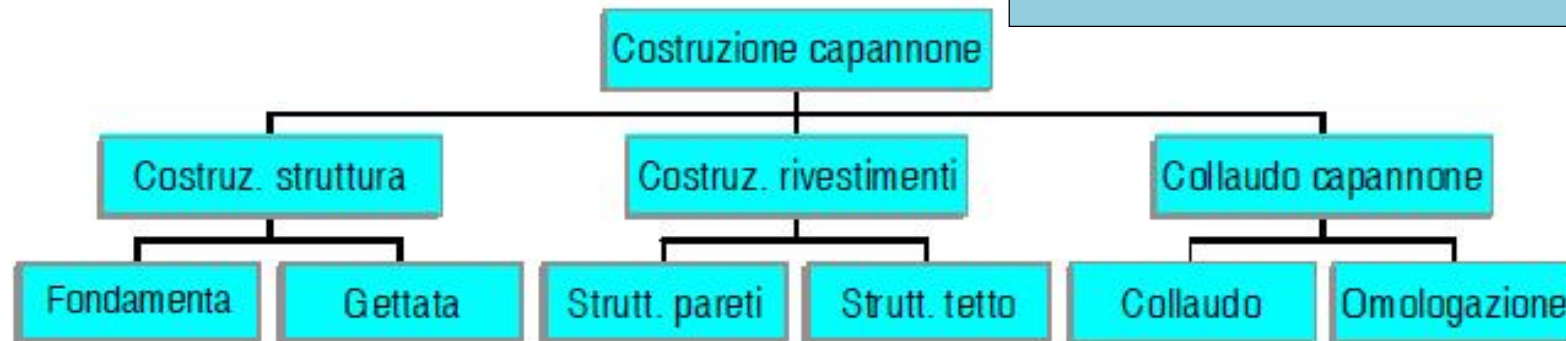 Costruzione capannone
Costruz. struttura
Costruz. rivestimenti
Collaudo capannone
Fondamenta
Gettata
Strutt. pareti
Strutt. tetto
Collaudo
Omologazione